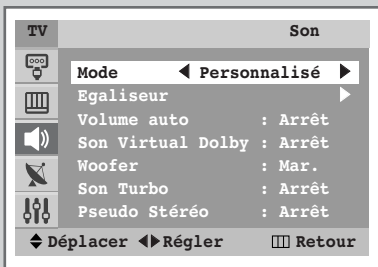 TV Son
Mode ◀ Personnalisé ▶
Egaliseur ▶
Volume auto : Arrêt
Son Virtual Dolby : Arrêt
Woofer : Mar.
Son Turbo : Arrêt
Pseudo Stéréo : Arrêt
Déplacer Régler Retour